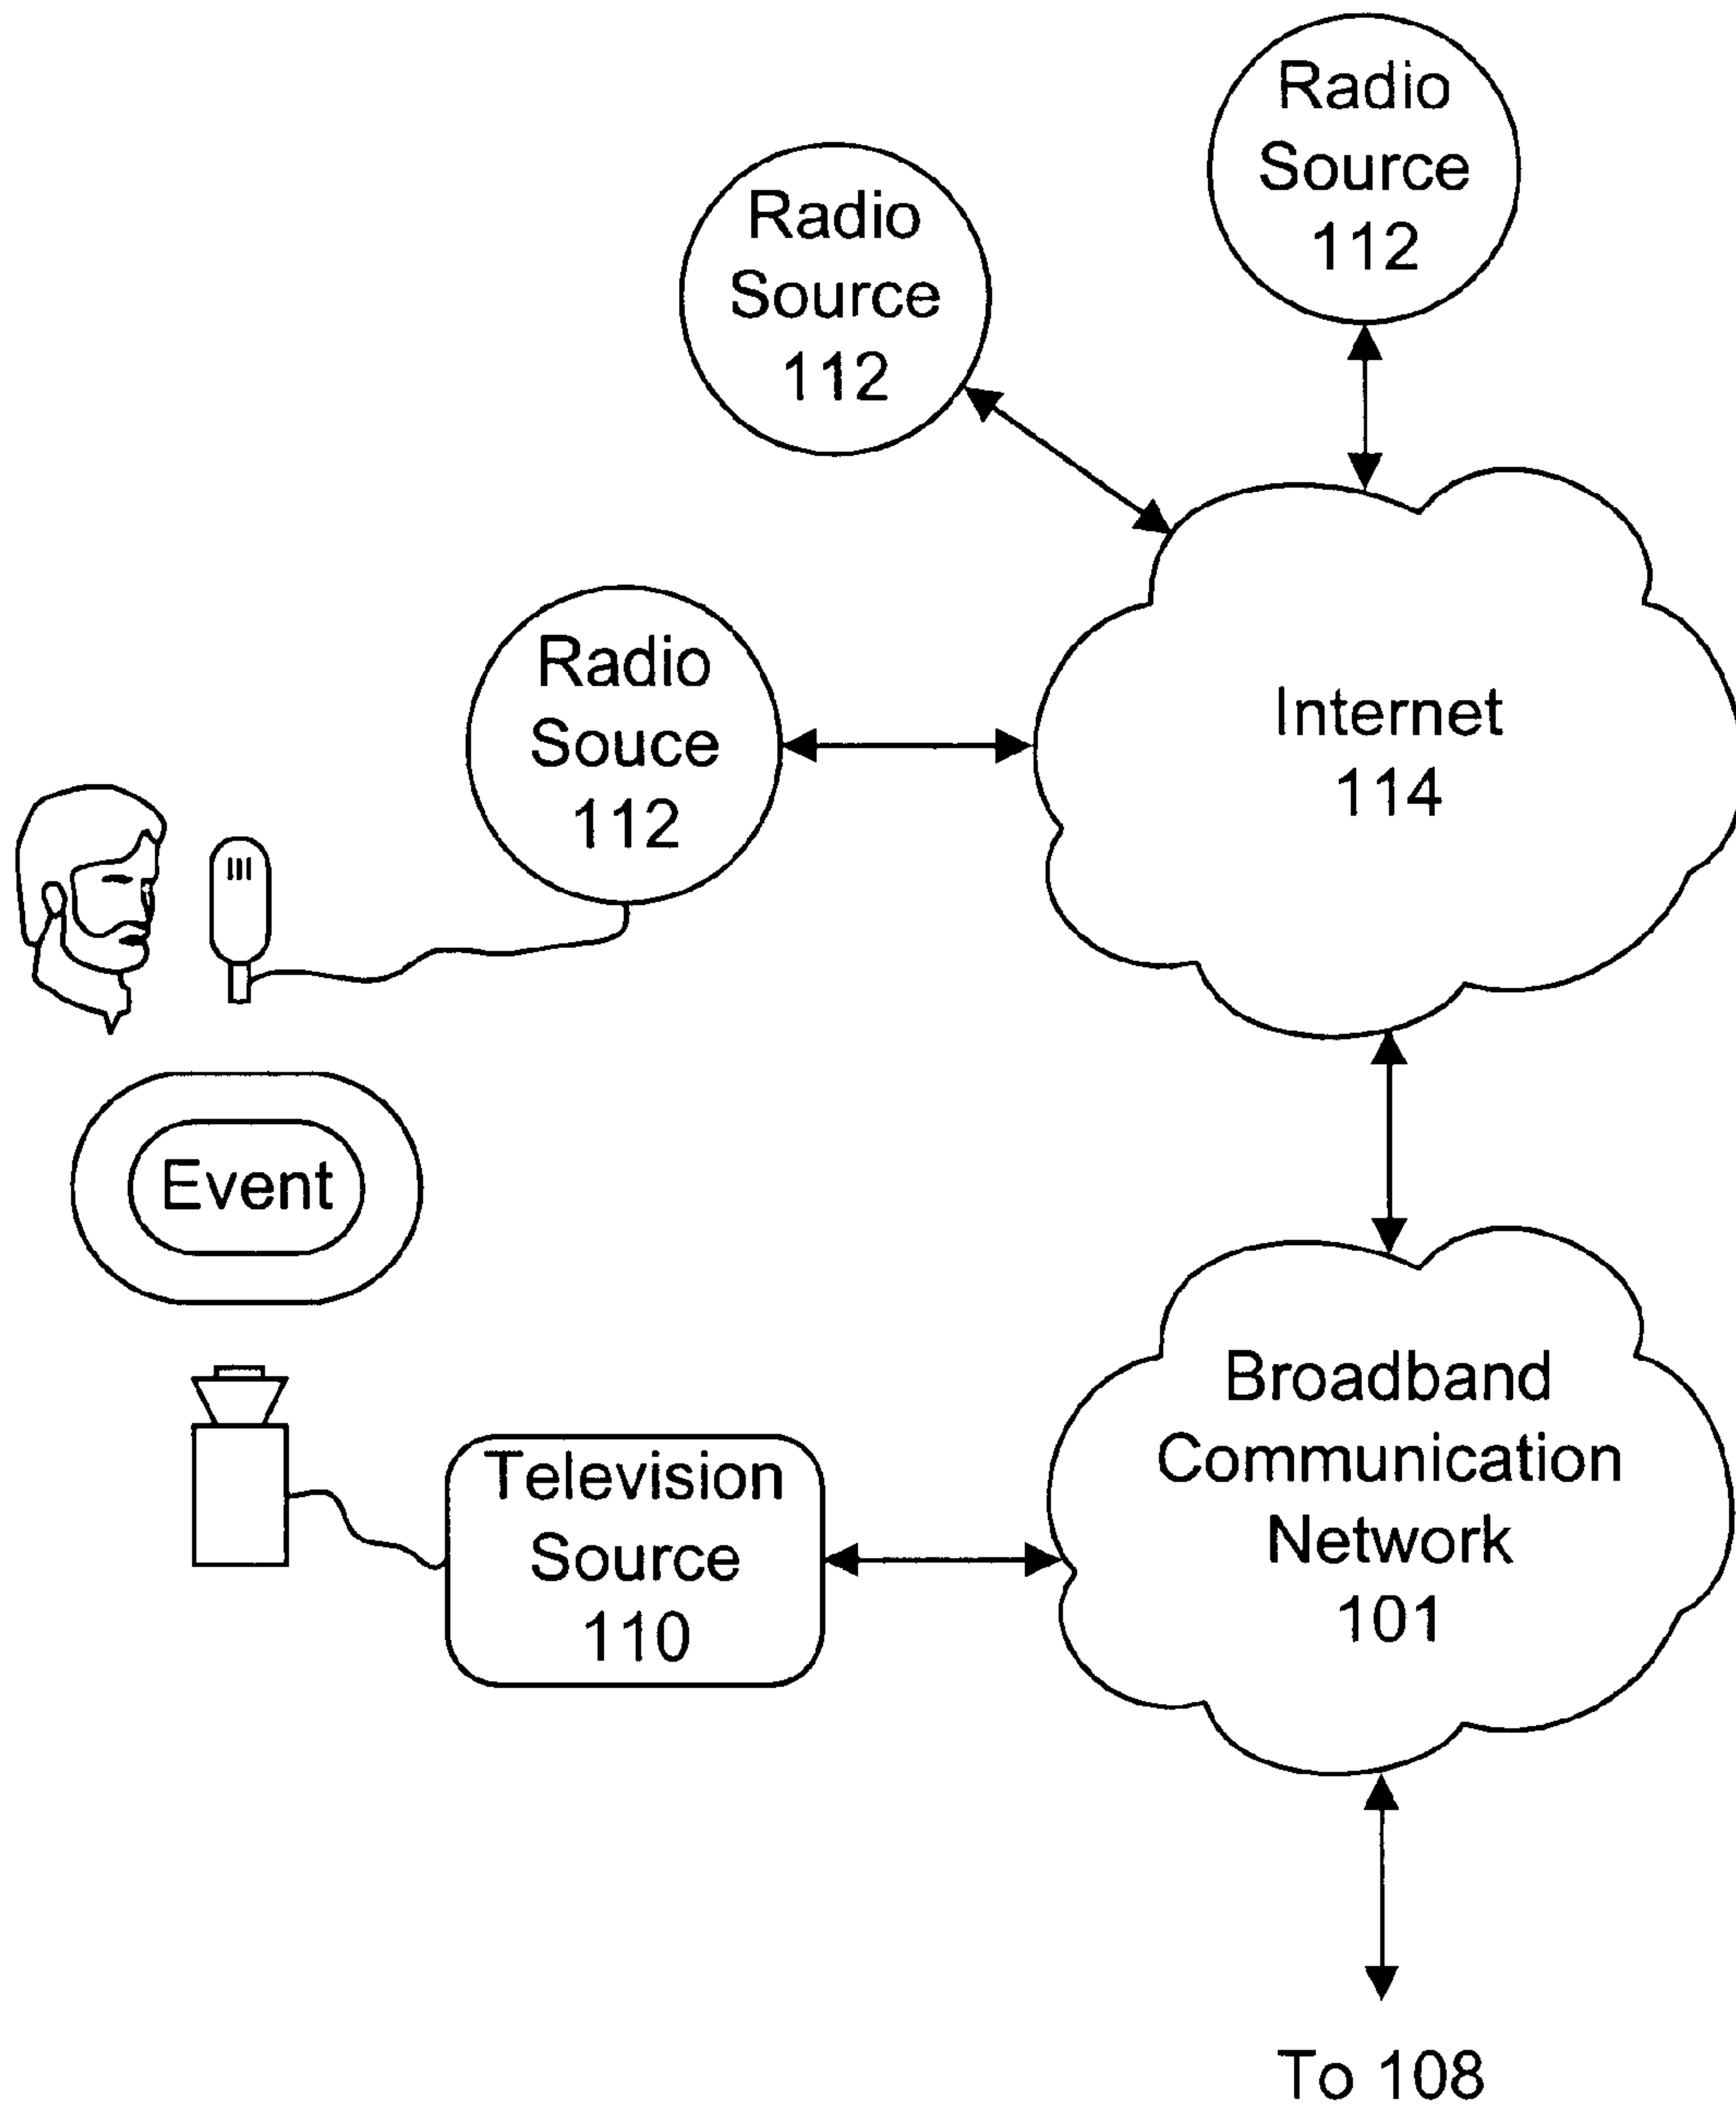 Radio
Source
112
Radio
Source
112
Radio
Souce
112
Internet
114
Event
Broadband
Communication
Network
101
Television
Source
110
To 108